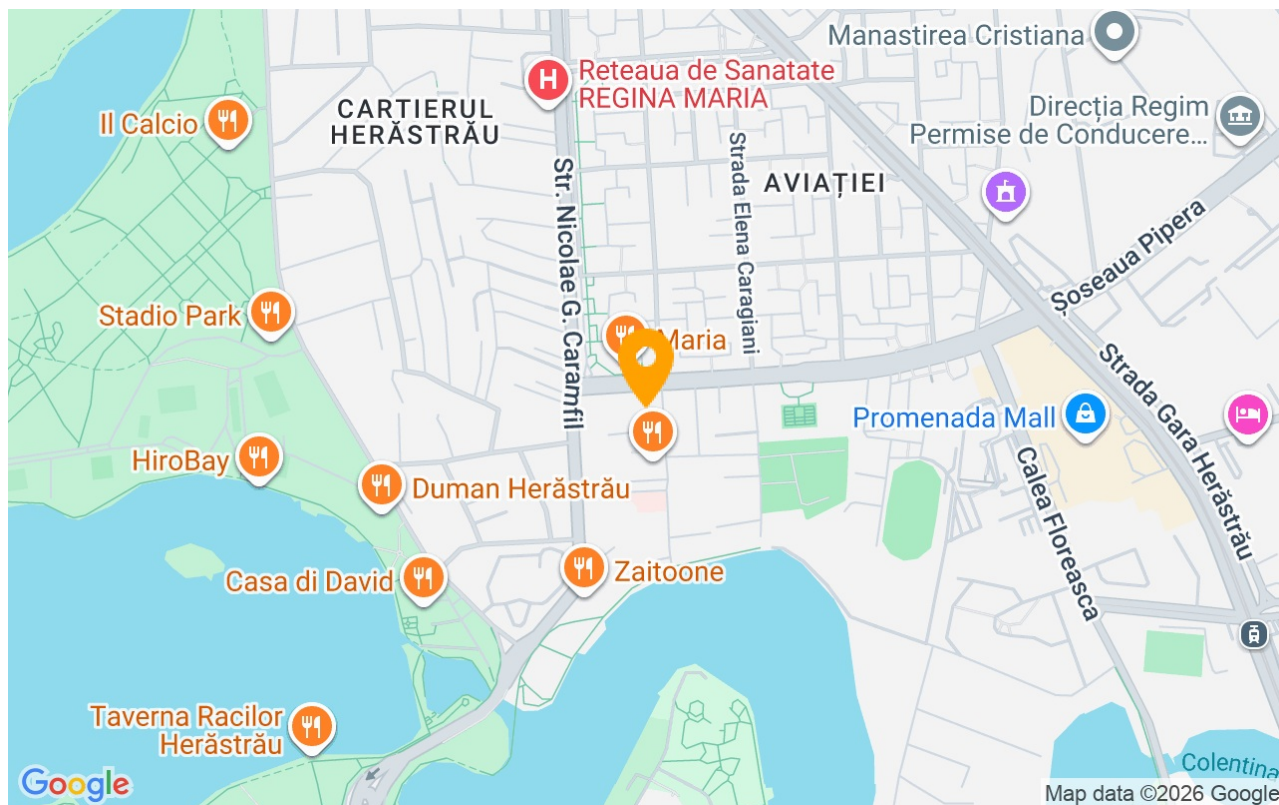 Manastirea Cristiana
Reteaua de Sanatate
REGINA MARIA
CARTIERUL
HERĂSTRĂU
Il Calcio
Direcția Regim
Permise de Conducere...
Strada Elena Caragiani
AVIAȚIEI
Str. Nicolae G. Caramfil
Șoseaua Pipera
Stadio Park
Maria
Strada Gara Herăstrău
Promenada Mall
HiroBay
Duman Herăstrău
Calea Floreasca
Casa di David
Zaitoone
Taverna Racilor
Herăstrău
Colentina
Google
Map data ©2026 Google